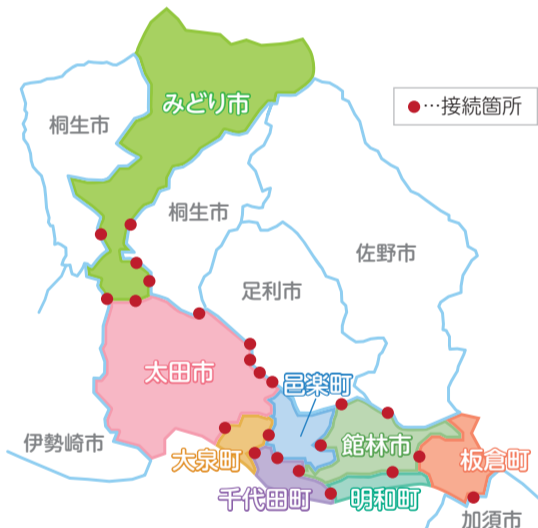 みどり市
桐生市
●…接続箇所
桐生市
佐野市
足利市
太田市
邑楽町
伊勢崎市
大泉町
館林市
板倉町
千代田町
明和町
加須市